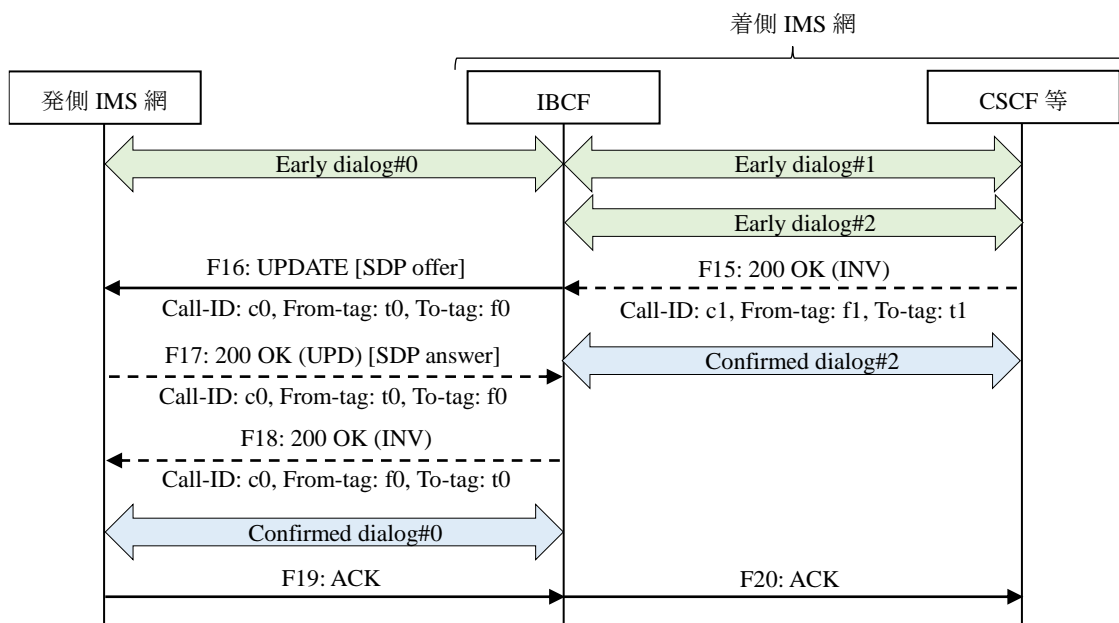 着側 IMS 網
発側 IMS 網
IBCF
CSCF 等
Early dialog#0
Early dialog#1
Early dialog#2
F16: UPDATE [SDP offer]
F15: 200 OK (INV)
Call-ID: c0, From-tag: t0, To-tag: f0
Call-ID: c1, From-tag: f1, To-tag: t1
F17: 200 OK (UPD) [SDP answer]
Confirmed dialog#2
Call-ID: c0, From-tag: t0, To-tag: f0
F18: 200 OK (INV)
Call-ID: c0, From-tag: f0, To-tag: t0
Confirmed dialog#0
F19: ACK
F20: ACK